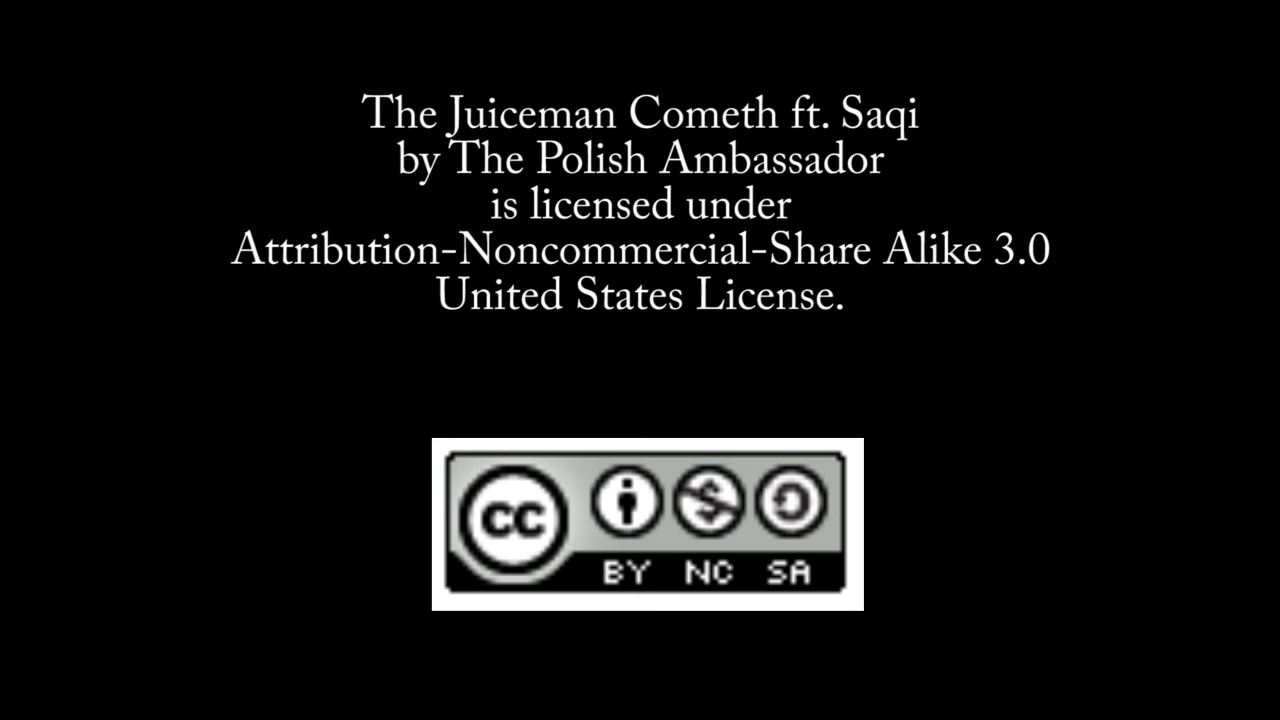 The Juiceman Cometh ft. Saqi
by The Polish Ambassador
is licensed under
Attribution-Noncommercial-Share Alike 3.0
United States License.
CC
BY NC SA